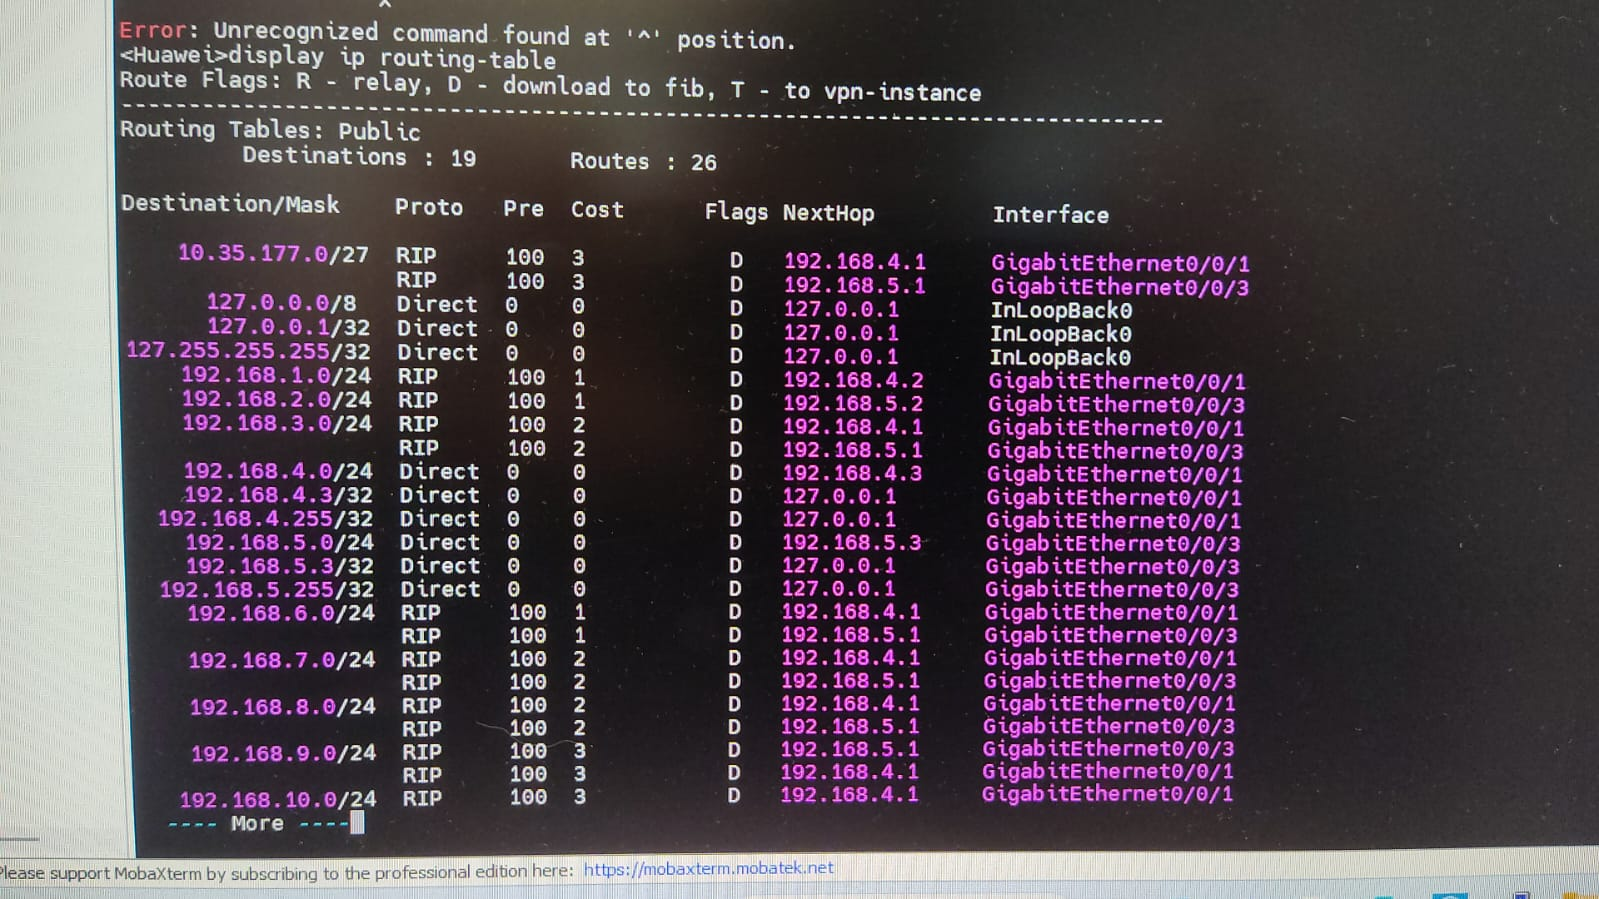 ^
Error: Unrecognized command found at '^' position.
<Huawei>display ip routing-table
Route Flags: R - relay, D - download to fib, T - to vpn-instance
------------------------------------------------------------------------------
Routing Tables: Public
Destinations : 19 Routes : 26
Destination/Mask Proto Pre Cost Flags NextHop Interface
10.35.177.0/27 RIP 100 3 D 192.168.4.1 GigabitEthernet0/0/1
RIP 100 3 D 192.168.5.1 GigabitEthernet0/0/3
127.0.0.0/8 Direct 0 0 D 127.0.0.1 InLoopBack0
127.0.0.1/32 Direct 0 0 D 127.0.0.1 InLoopBack0
127.255.255.255/32 Direct 0 0 D 127.0.0.1 InLoopBack0
192.168.1.0/24 RIP 100 1 D 192.168.4.2 GigabitEthernet0/0/1
192.168.2.0/24 RIP 100 1 D 192.168.5.2 GigabitEthernet0/0/3
192.168.3.0/24 RIP 100 2 D 192.168.4.1 GigabitEthernet0/0/1
RIP 100 2 D 192.168.5.1 GigabitEthernet0/0/3
192.168.4.0/24 Direct 0 0 D 192.168.4.3 GigabitEthernet0/0/1
192.168.4.3/32 Direct 0 0 D 127.0.0.1 GigabitEthernet0/0/1
192.168.4.255/32 Direct 0 0 D 127.0.0.1 GigabitEthernet0/0/1
192.168.5.0/24 Direct 0 0 D 192.168.5.3 GigabitEthernet0/0/3
192.168.5.3/32 Direct 0 0 D 127.0.0.1 GigabitEthernet0/0/3
192.168.5.255/32 Direct 0 0 D 127.0.0.1 GigabitEthernet0/0/3
192.168.6.0/24 RIP 100 1 D 192.168.4.1 GigabitEthernet0/0/1
RIP 100 1 D 192.168.5.1 GigabitEthernet0/0/3
192.168.7.0/24 RIP 100 2 D 192.168.4.1 GigabitEthernet0/0/1
RIP 100 2 D 192.168.5.1 GigabitEthernet0/0/3
192.168.8.0/24 RIP 100 2 D 192.168.4.1 GigabitEthernet0/0/1
RIP 100 2 D 192.168.5.1 GigabitEthernet0/0/3
192.168.9.0/24 RIP 100 3 D 192.168.5.1 GigabitEthernet0/0/3
RIP 100 3 D 192.168.4.1 GigabitEthernet0/0/1
192.168.10.0/24 RIP 100 3 D 192.168.4.1 GigabitEthernet0/0/1
---- More ----
Please support MobaXterm by subscribing to the professional edition here: https://mobaxterm.mobatek.net